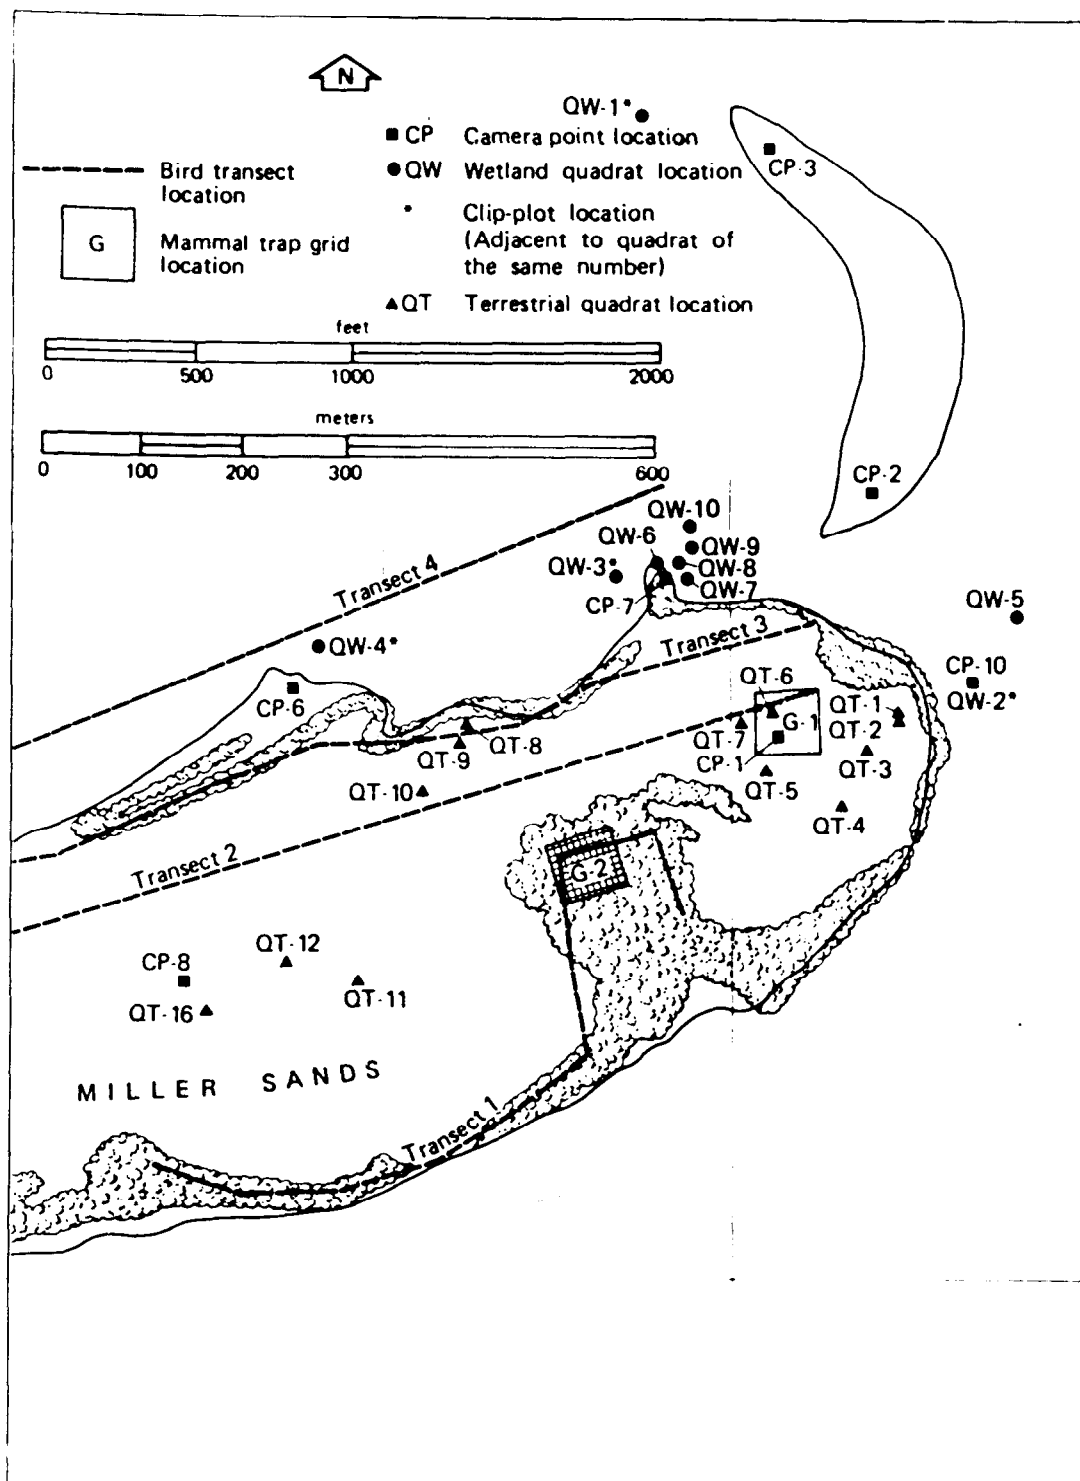 N
QW-1*
■ CP Camera point location
CP-3
Bird transect
location
● QW Wetland quadrat location
G
Mammal trap grid
location
* Clip-plot location
(Adjacent to quadrat of
the same number)
▲ QT Terrestrial quadrat location
feet
0 500 1000 2000
meters
0 100 200 300 600
CP-2
QW-10
QW-6
QW-9
QW-3*
QW-8
Transect 4
CP-7
QW-7
QW-5
Transect 3
QW-4*
CP-10
QW-2*
QT-6
CP-6
QT-1
G-1
QT-2
QT-7
QT-8
QT-9
CP-1
QT-3
QT-10
QT-5
QT-4
Transect 2
G-2
QT-12
CP-8
QT-11
QT-16
MILLER SANDS
Transect 1